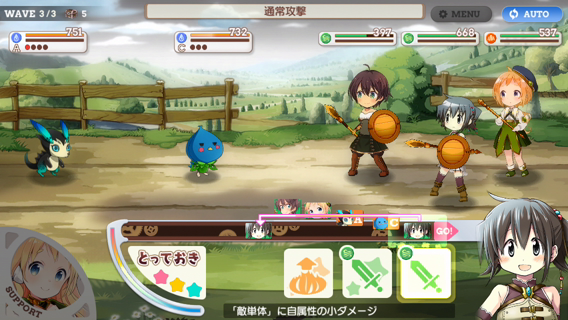 WAVE 3/3 5
通常攻撃
MENU
AUTO
751
A
732
C
397
668
537
GO!
とっておき
SUPPORT
「敵単体」に自属性の小ダメージ